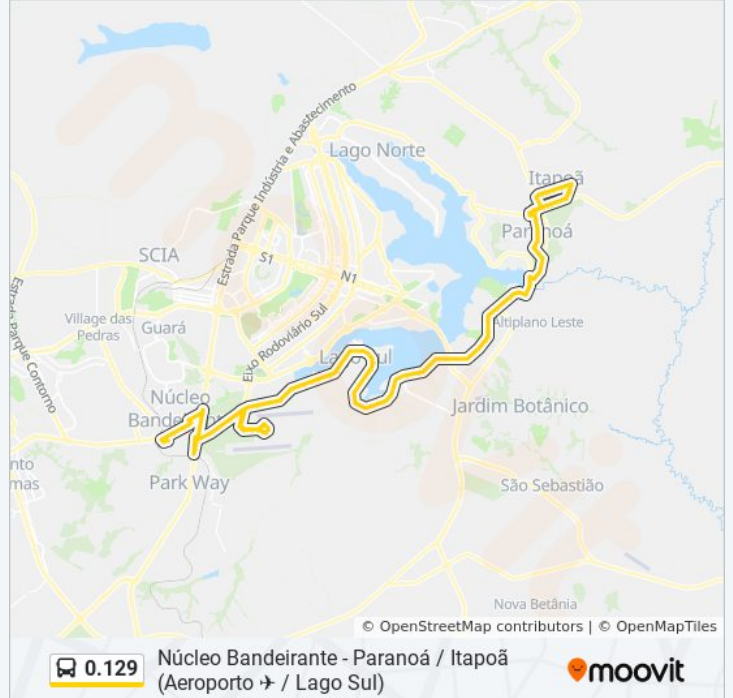 Lago Norte
Estrada Parque Indústria e Abastecimento
Itapoã
Paranoá
SCIA
S1
N1
Estrada Parque Contorno
Village das
Pedras
Guará
Eixo Rodoviário Sul
Lago Sul
Altiplano Leste
Núcleo
Bandeirante
Jardim Botânico
Park Way
São Sebastião
Nova Betânia
© OpenStreetMap contributors | © OpenMapTiles
0.129
Núcleo Bandeirante - Paranoá / Itapoã
(Aeroporto ✈ / Lago Sul)
moovit